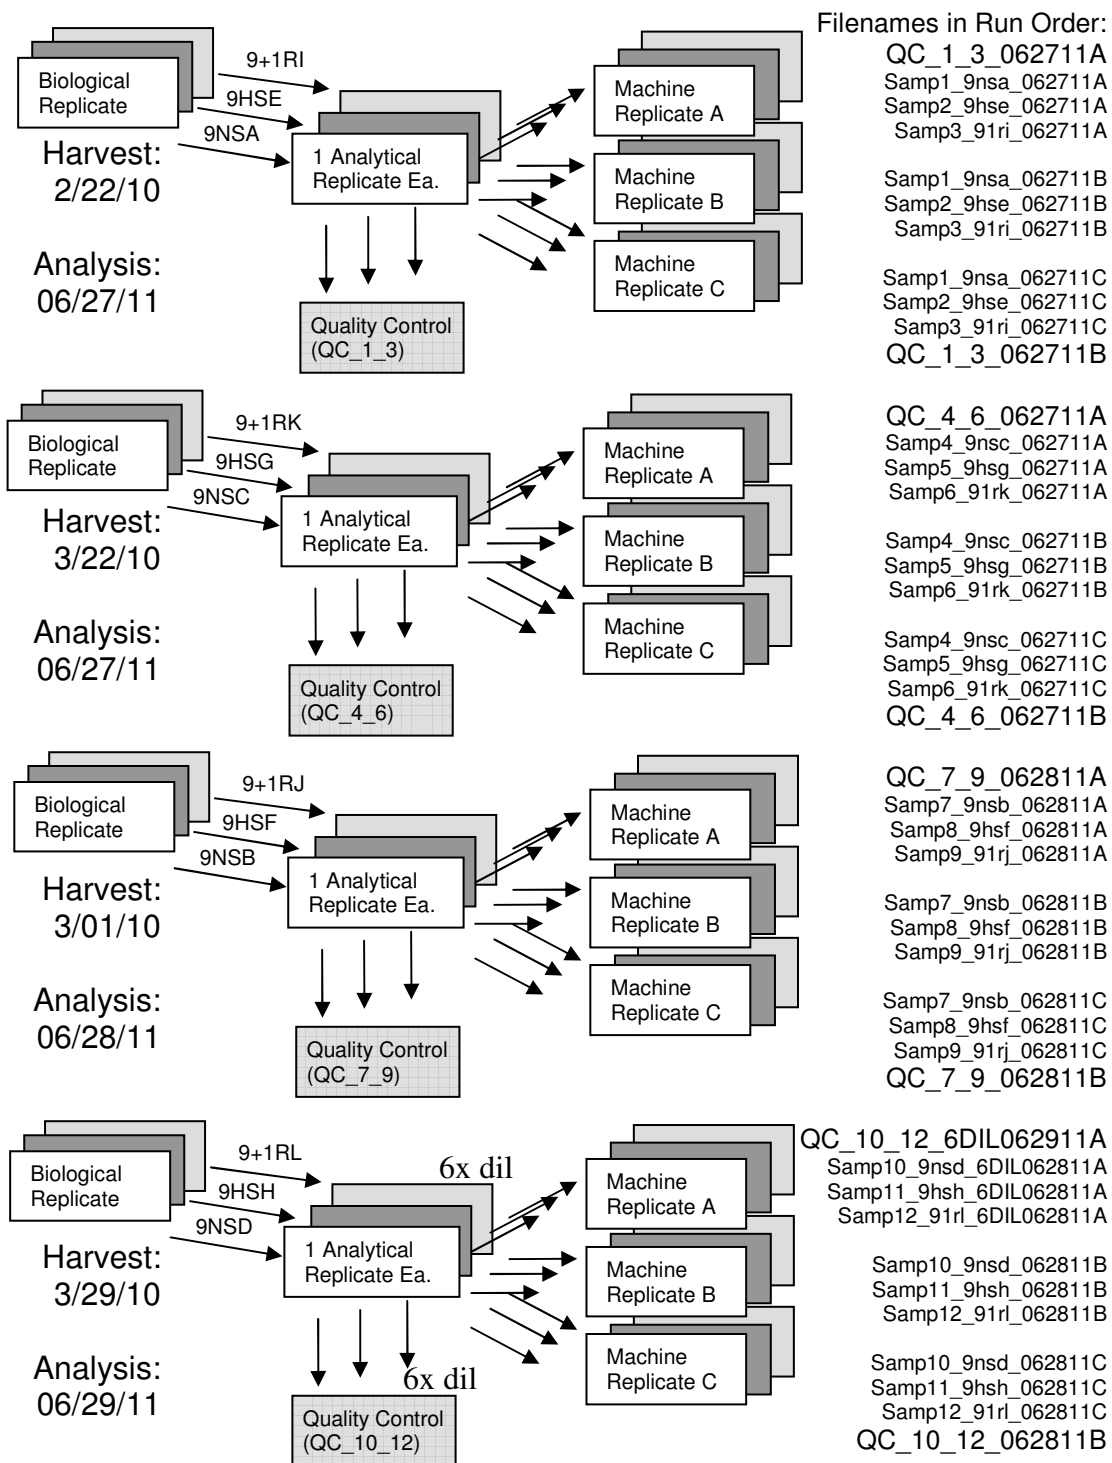 Filenames in Run Order:
9+1RI
9HSE
9NSA
Biological
Replicate
Harvest:
2/22/10
Analysis:
06/27/11
1 Analytical
Replicate Ea.
Quality Control
(QC_1_3)
Machine
Replicate A
Machine
Replicate B
Machine
Replicate C
QC_1_3_062711A
Samp1_9nsa_062711A
Samp2_9hse_062711A
Samp3_91ri_062711A
Samp1_9nsa_062711B
Samp2_9hse_062711B
Samp3_91ri_062711B
Samp1_9nsa_062711C
Samp2_9hse_062711C
Samp3_91ri_062711C
QC_1_3_062711B
9+1RK
9HSG
9NSC
Biological
Replicate
Harvest:
3/22/10
Analysis:
06/27/11
1 Analytical
Replicate Ea.
Quality Control
(QC_4_6)
Machine
Replicate A
Machine
Replicate B
Machine
Replicate C
QC_4_6_062711A
Samp4_9nsc_062711A
Samp5_9hsg_062711A
Samp6_91rk_062711A
Samp4_9nsc_062711B
Samp5_9hsg_062711B
Samp6_91rk_062711B
Samp4_9nsc_062711C
Samp5_9hsg_062711C
Samp6_91rk_062711C
QC_4_6_062711B
9+1RJ
9HSF
9NSB
Biological
Replicate
Harvest:
3/01/10
Analysis:
06/28/11
1 Analytical
Replicate Ea.
Quality Control
(QC_7_9)
Machine
Replicate A
Machine
Replicate B
Machine
Replicate C
QC_7_9_062811A
Samp7_9nsb_062811A
Samp8_9hsf_062811A
Samp9_91rj_062811A
Samp7_9nsb_062811B
Samp8_9hsf_062811B
Samp9_91rj_062811B
Samp7_9nsb_062811C
Samp8_9hsf_062811C
Samp9_91rj_062811C
QC_7_9_062811B
9+1RL
9HSH
9NSD
Biological
Replicate
Harvest:
3/29/10
Analysis:
06/29/11
6x dil
1 Analytical
Replicate Ea.
6x dil
Quality Control
(QC_10_12)
Machine
Replicate A
Machine
Replicate B
Machine
Replicate C
QC_10_12_6DIL062911A
Samp10_9nsd_6DIL062811A
Samp11_9hsh_6DIL062811A
Samp12_91rl_6DIL062811A
Samp10_9nsd_062811B
Samp11_9hsh_062811B
Samp12_91rl_062811B
Samp10_9nsd_062811C
Samp11_9hsh_062811C
Samp12_91rl_062811C
QC_10_12_062811B